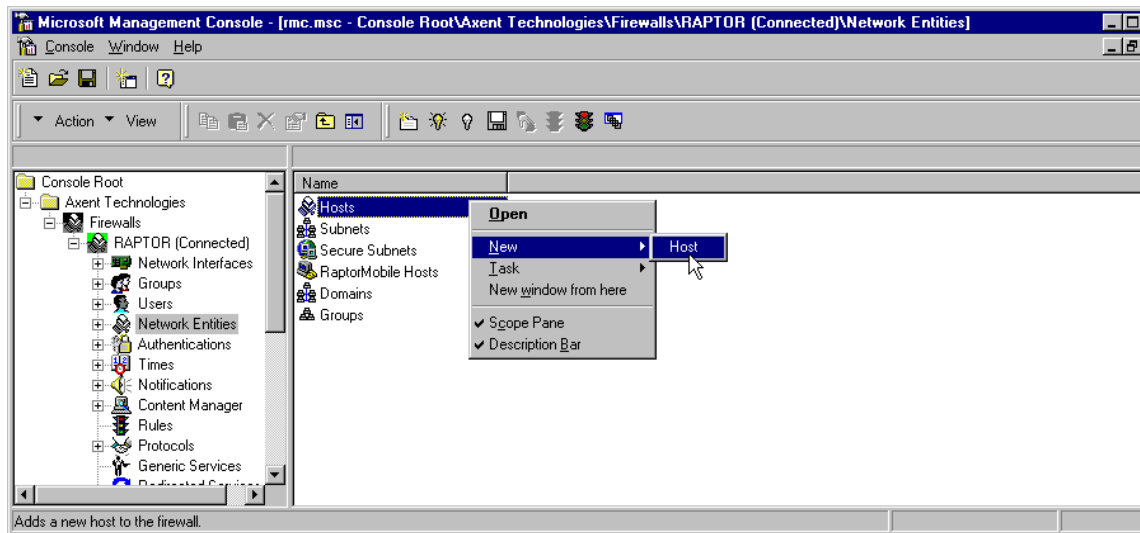 Microsoft Management Console - [rmc.msc - Console Root\Axent Technologies\Firewalls\RAPTOR (Connected)\Network Entities]
Console Window Help
Action View
Console Root
Axent Technologies
Firewalls
RAPTOR (Connected)
Network Interfaces
Groups
Users
Network Entities
Authentications
Times
Notifications
Content Manager
Rules
Protocols
Generic Services
Name
Hosts
Subnets
Secure Subnets
RaptorMobile Hosts
Domains
Groups
Open
New
Host
Task
New window from here
Scope Pane
Description Bar
Adds a new host to the firewall.